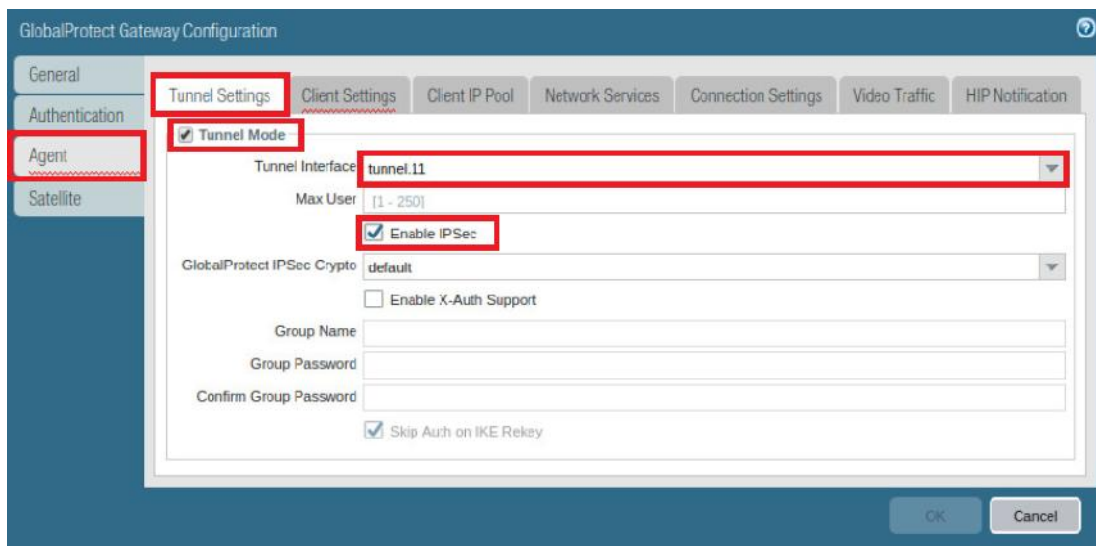 GlobalProtect Gateway Configuration
General
Authentication
Agent
Satellite
Tunnel Settings Client Settings Client IP Pool Network Services Connection Settings Video Traffic HIP Notification
Tunnel Mode
Tunnel Interface tunnel.11
Max User [1 - 250]
Enable IPSec
GlobalProtect IPSec Crypto default
Enable X-Auth Support
Group Name
Group Password
Confirm Group Password
Skip Auth on IKE Rekey
OK Cancel